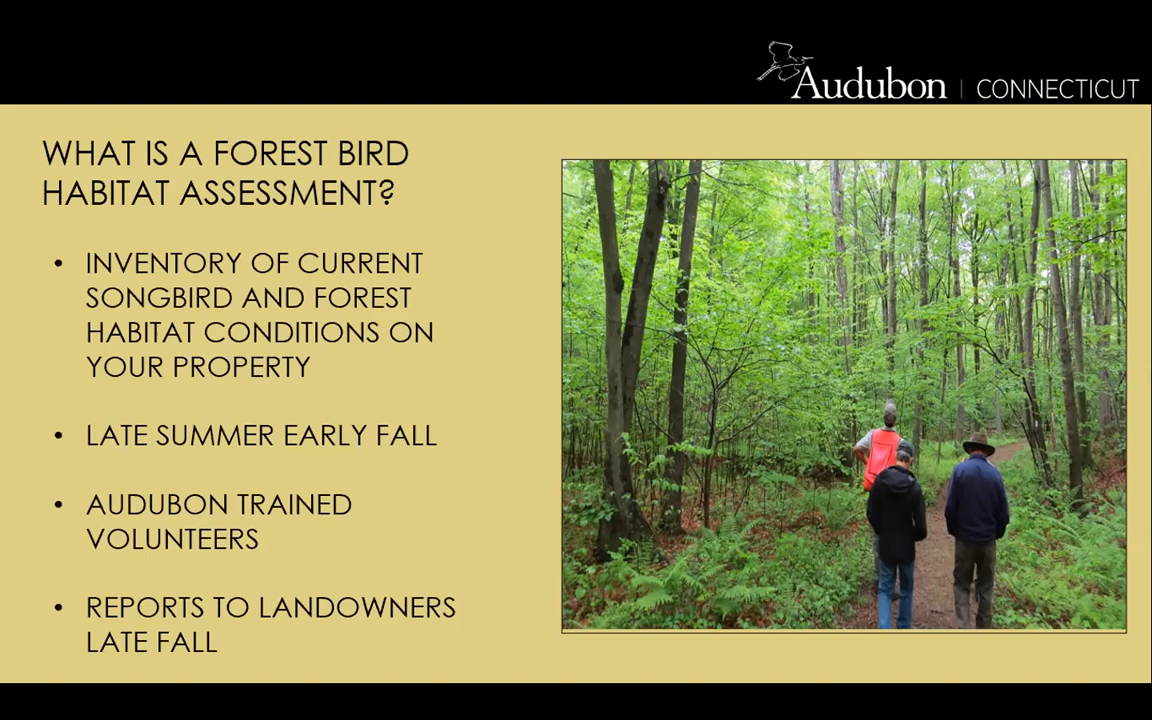 Audubon | CONNECTICUT
WHAT IS A FOREST BIRD
HABITAT ASSESSMENT?
• INVENTORY OF CURRENT
SONGBIRD AND FOREST
HABITAT CONDITIONS ON
YOUR PROPERTY
• LATE SUMMER EARLY FALL
• AUDUBON TRAINED
VOLUNTEERS
• REPORTS TO LANDOWNERS
LATE FALL